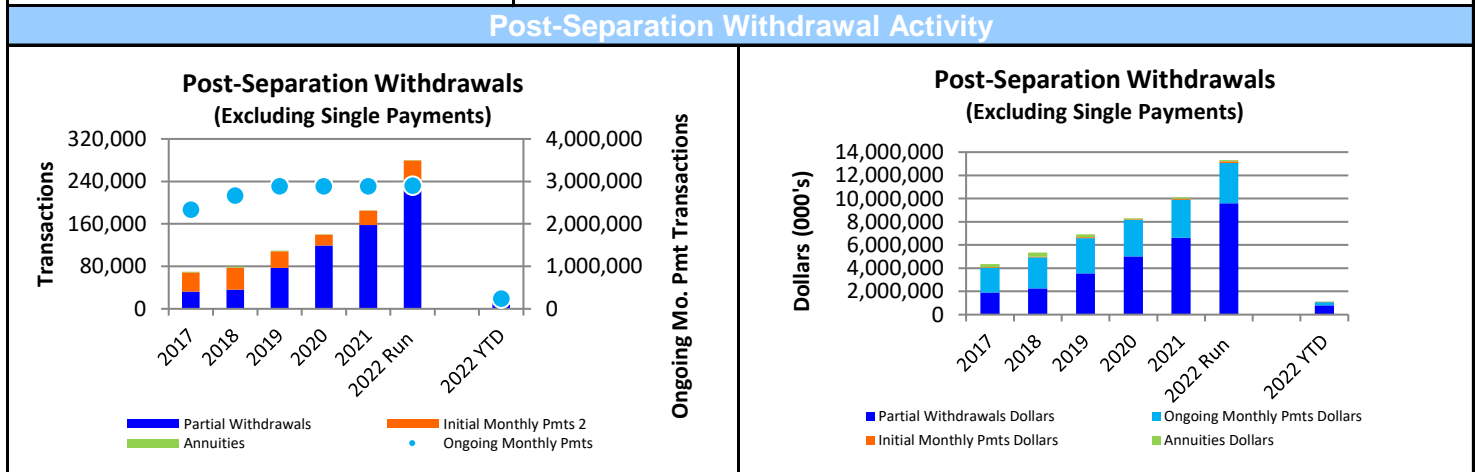 Post-Separation Withdrawal Activity
Post-Separation Withdrawals
(Excluding Single Payments)
Transactions
320,000
240,000
160,000
80,000
0
4,000,000
3,000,000
2,000,000
1,000,000
0
Ongoing Mo. Pmt Transactions
2017
2018
2019
2020
2021
2022 Run
2022 YTD
Partial Withdrawals
Initial Monthly Pmts 2
Annuities
Ongoing Monthly Pmts
Post-Separation Withdrawals
(Excluding Single Payments)
Dollars (000's)
14,000,000
12,000,000
10,000,000
8,000,000
6,000,000
4,000,000
2,000,000
0
2017
2018
2019
2020
2021
2022 Run
2022 YTD
Partial Withdrawals Dollars
Ongoing Monthly Pmts Dollars
Initial Monthly Pmts Dollars
Annuities Dollars